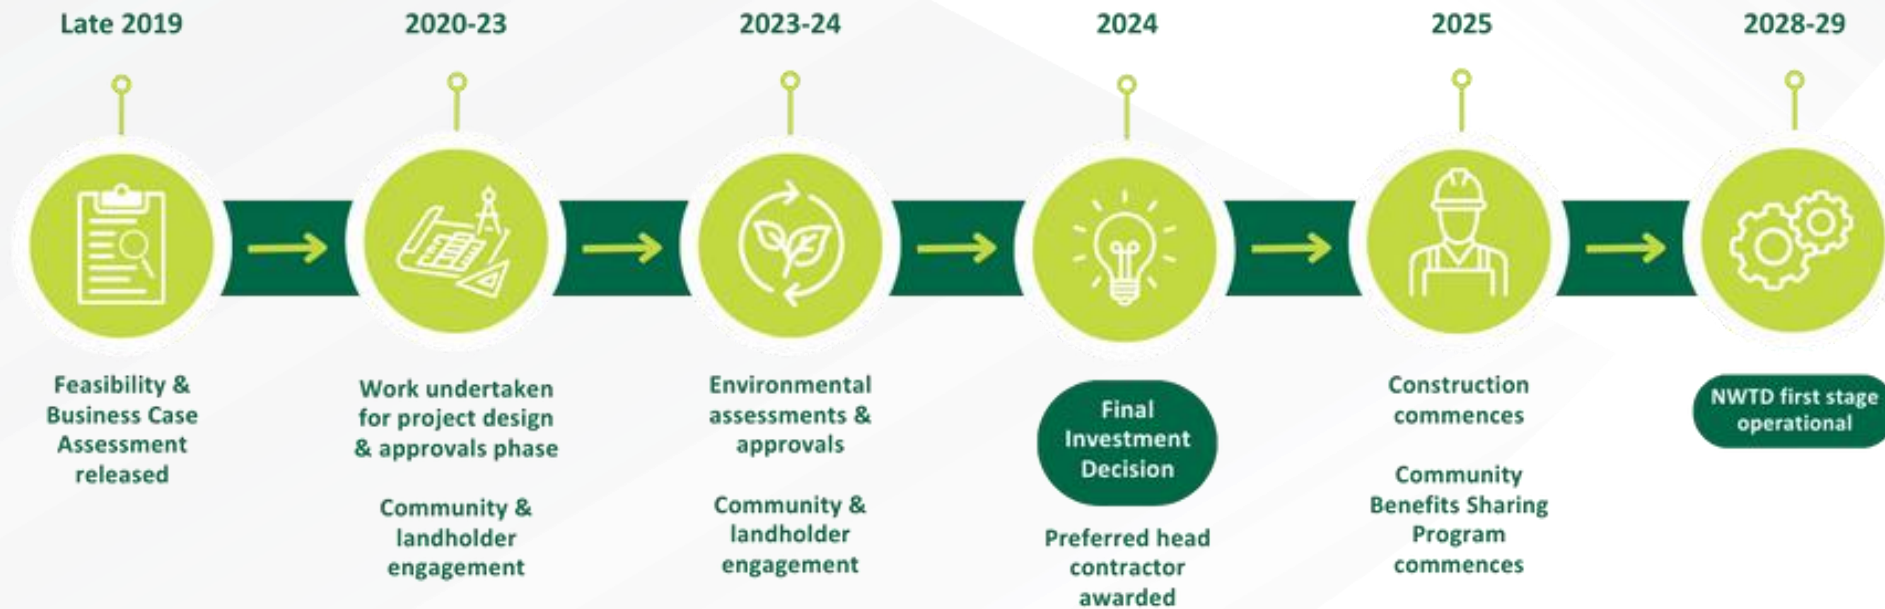 Late 2019
2020-23
2023-24
2024
2025
2028-29
Feasibility &
Business Case
Assessment
released
Work undertaken
for project design
& approvals phase
Community &
landholder
engagement
Environmental
assessments &
approvals
Community &
landholder
engagement
Final
Investment
Decision
Preferred head
contractor
awarded
Construction
commences
Community
Benefits Sharing
Program
commences
NWTD first stage
operational